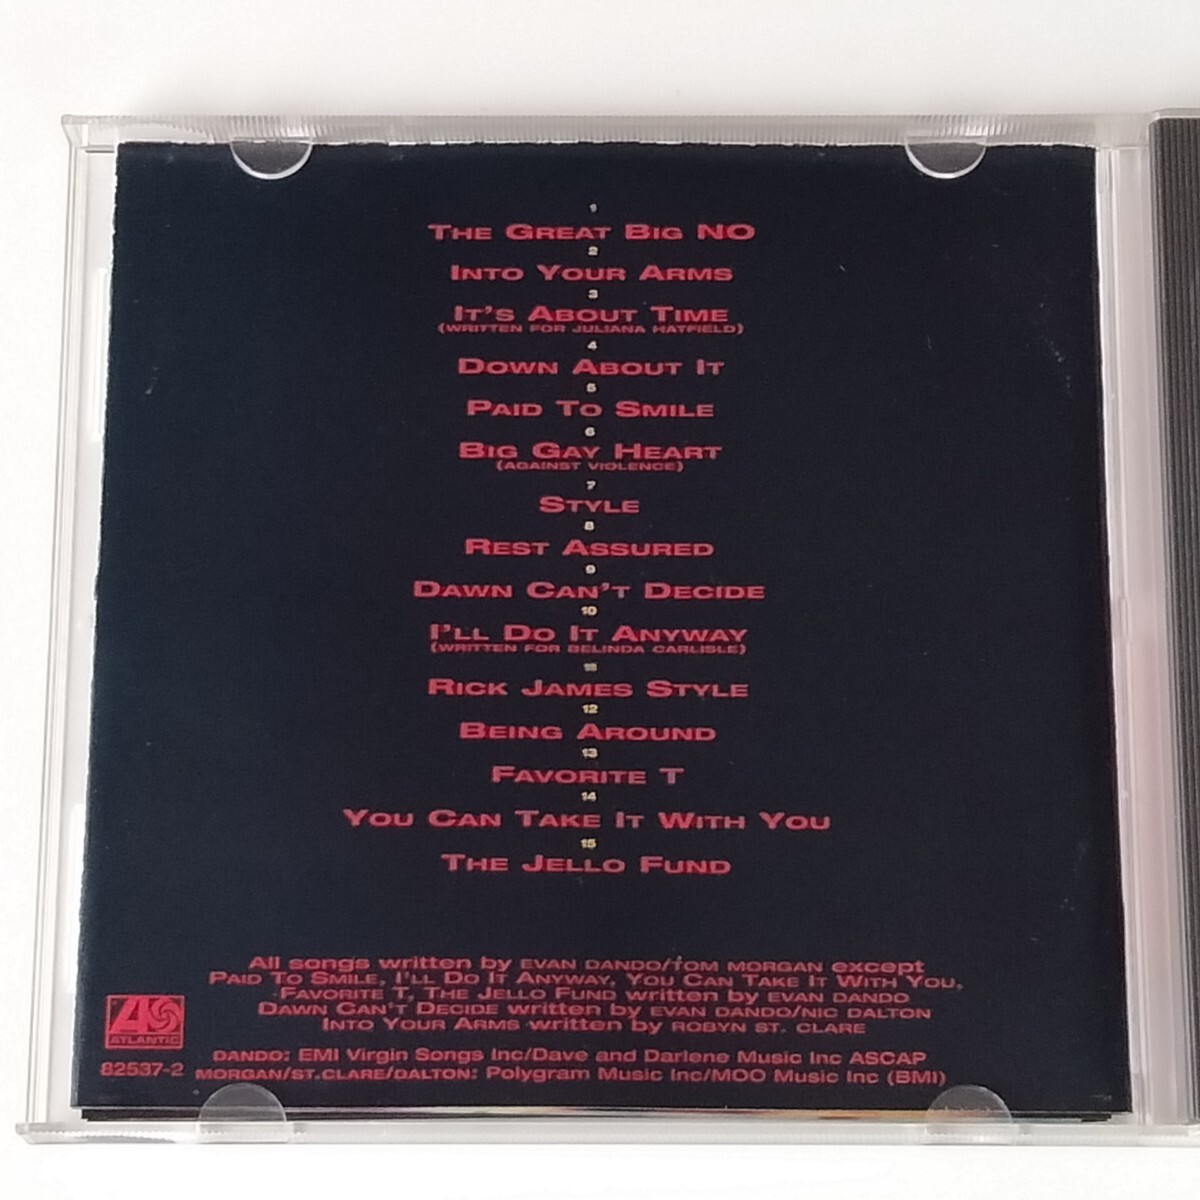 1
THE GREAT BIG NO
2
INTO YOUR ARMS
3
IT'S ABOUT TIME
(WRITTEN FOR JULIANA HATFIELD)
4
DOWN ABOUT IT
5
PAID TO SMILE
6
BIG GAY HEART
(AGAINST VIOLENCE)
7
STYLE
8
REST ASSURED
9
DAWN CAN'T DECIDE
10
I'LL DO IT ANYWAY
(WRITTEN FOR BELINDA CARLISLE)
11
RICK JAMES STYLE
12
BEING AROUND
13
FAVORITE T
14
YOU CAN TAKE IT WITH YOU
15
THE JELLO FUND
All songs written by EVAN DANDO/TOM MORGAN except
PAID TO SMILE, I'LL DO IT ANYWAY, YOU CAN TAKE IT WITH YOU,
FAVORITE T, THE JELLO FUND written by EVAN DANDO
DAWN CAN'T DECIDE written by EVAN DANDO/NIC DALTON
INTO YOUR ARMS written by ROBYN ST. CLARE
DANDO: EMI Virgin Songs Inc/Dave and Darlene Music Inc ASCAP
MORGAN/ST.CLARE/DALTON: Polygram Music Inc/MOO Music Inc (BMI)
ATLANTIC
82537-2